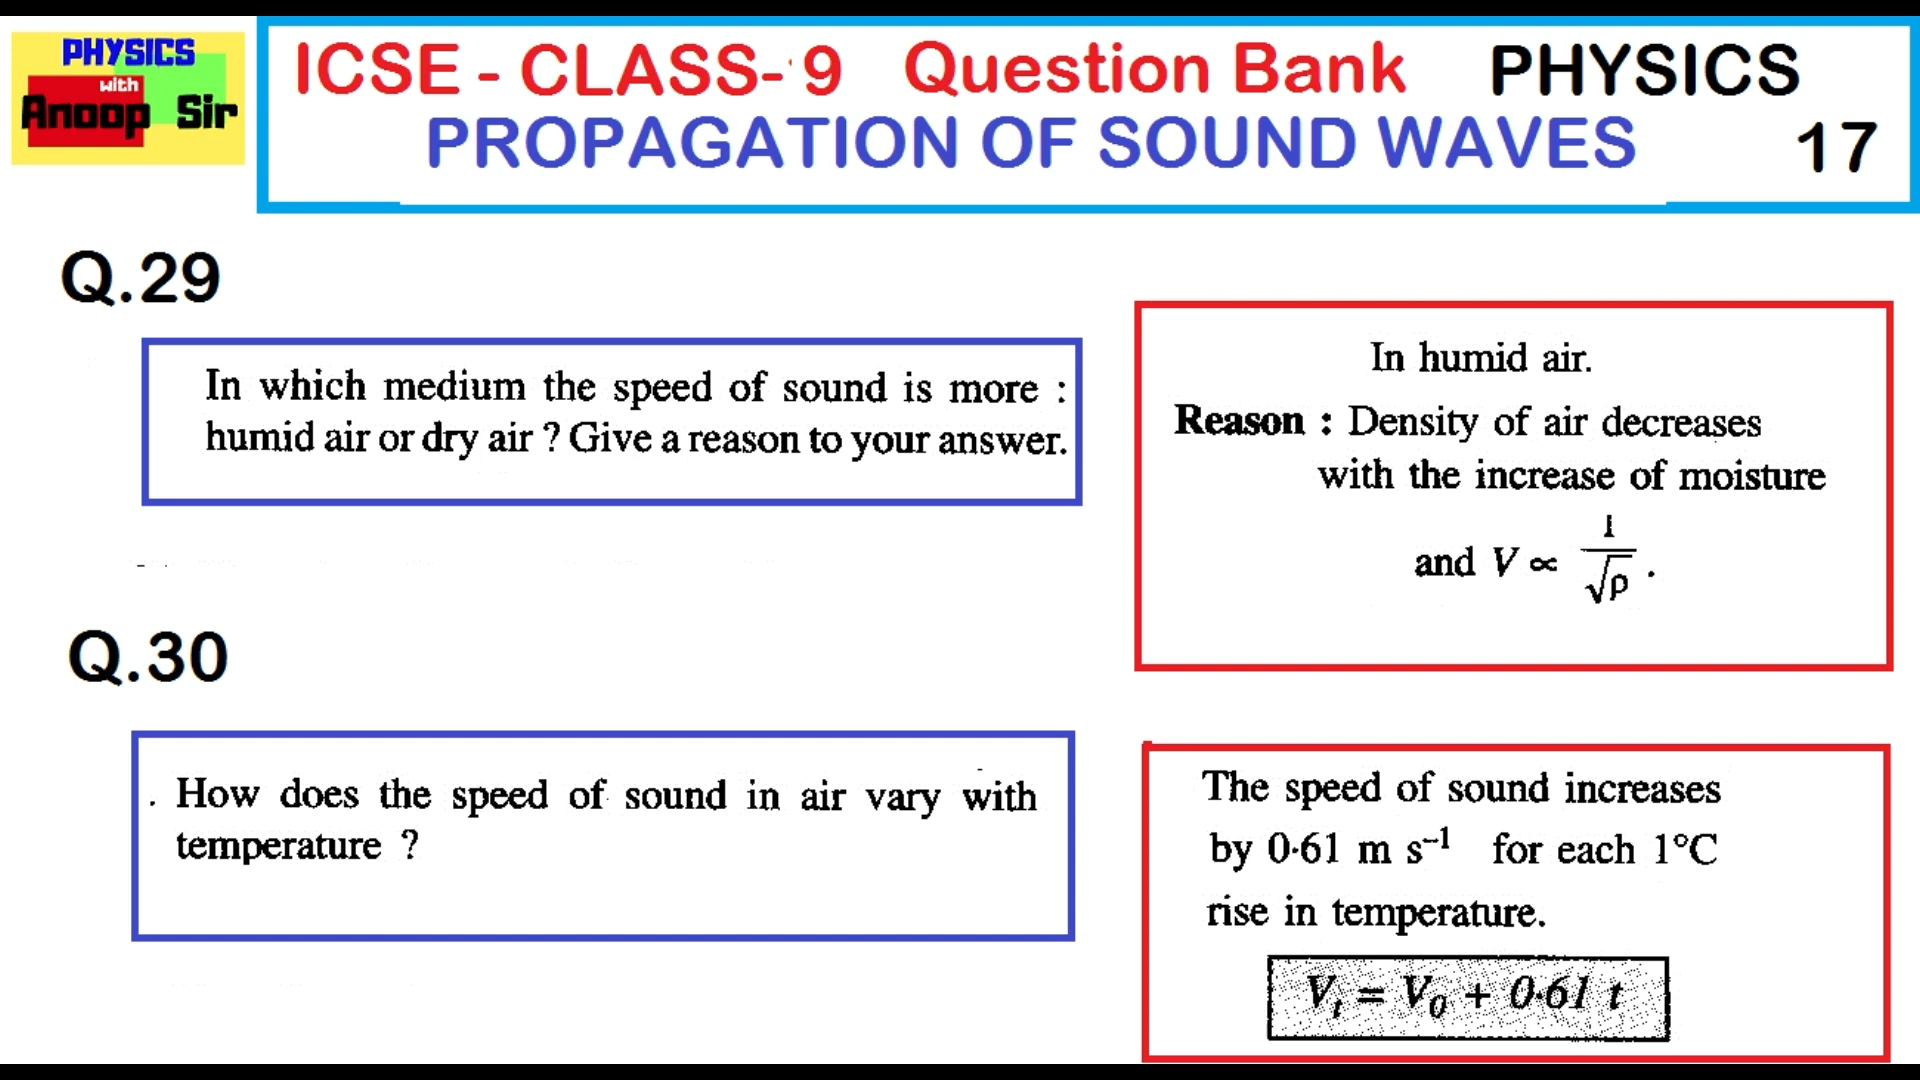 PHYSICS
with
Anoop Sir
ICSE - CLASS- 9 Question Bank PHYSICS
PROPAGATION OF SOUND WAVES 17
Q.29
In which medium the speed of sound is more :
humid air or dry air ? Give a reason to your answer.
In humid air.
Reason : Density of air decreases
with the increase of moisture
and V ∝ 1/√ρ .
Q.30
How does the speed of sound in air vary with
temperature ?
The speed of sound increases
by 0·61 m s⁻¹ for each 1°C
rise in temperature.
Vₜ = V₀ + 0·61 t